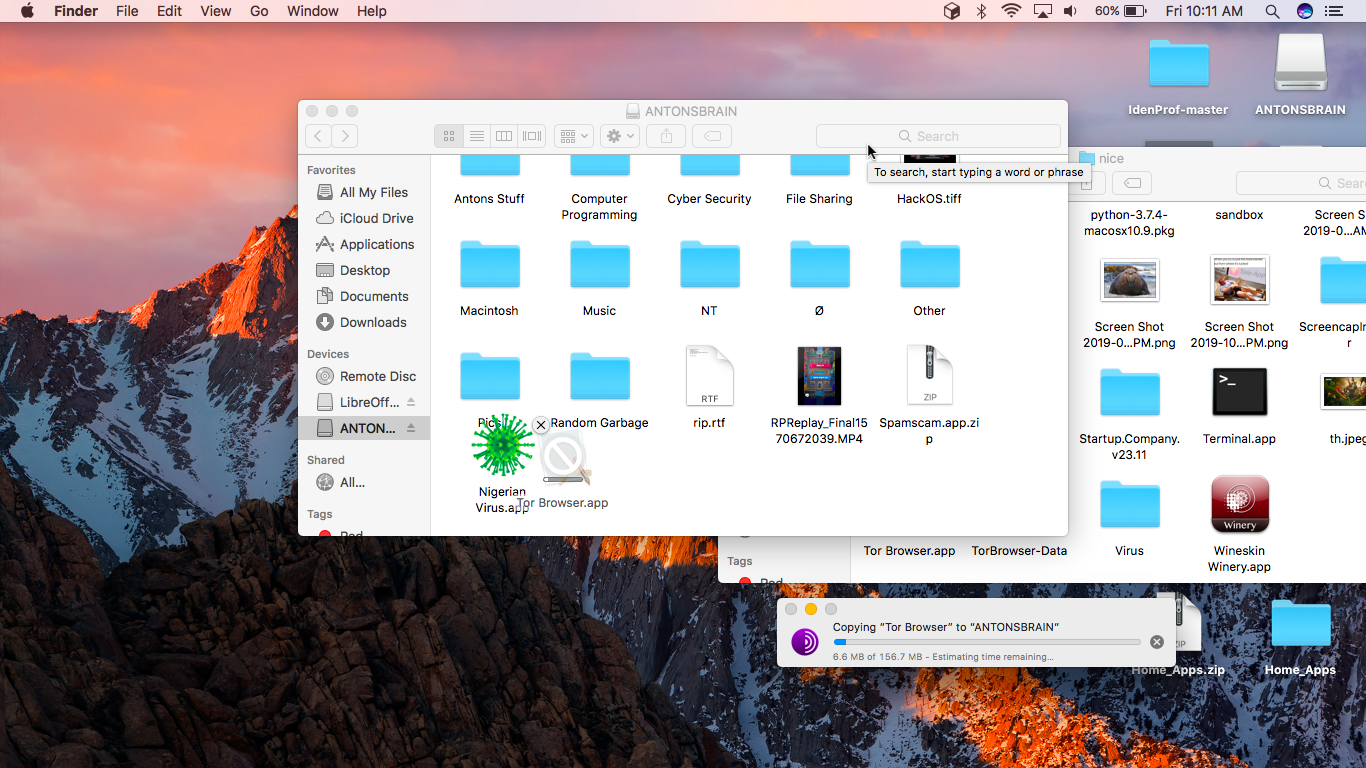 Finder File Edit View Go Window Help
60% Fri 10:11 AM
IdenProf-master
ANTONSBRAIN
ANTONSBRAIN
Search
Favorites
All My Files
iCloud Drive
Applications
Desktop
Documents
Downloads
Devices
Remote Disc
LibreOff...
ANTON...
Shared
All...
Tags
Red
Antons Stuff
Computer
Programming
Cyber Security
File Sharing
HackOS.tiff
To search, start typing a word or phrase
Macintosh
Music
NT
Ø
Other
Random Garbage
RTF
rip.rtf
RPReplay_Final15
70672039.MP4
ZIP
Spamscam.app.zi
p
Nigerian
Virus.app
Tor Browser.app
nice
Sear
python-3.7.4-
macosx10.9.pkg
sandbox
Screen S
2019-0...AM
Screen Shot
2019-0...PM.png
Screen Shot
2019-10...PM.png
ScreencapIn
r
Startup.Company.
v23.11
>_
Terminal.app
th.jpeg
Tor Browser.app
TorBrowser-Data
Virus
Winery
Wineskin
Winery.app
Tags
Red
Copying “Tor Browser” to “ANTONSBRAIN”
6.6 MB of 156.7 MB - Estimating time remaining...
ZIP
Home_Apps.zip
Home_Apps